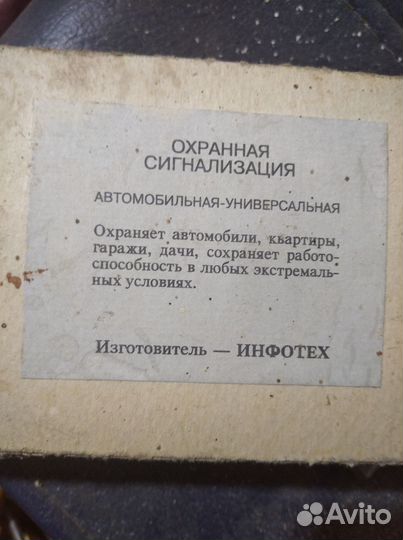 ОХРАННАЯ
СИГНАЛИЗАЦИЯ
АВТОМОБИЛЬНАЯ-УНИВЕРСАЛЬНАЯ
Охраняет автомобили, квартиры,
гаражи, дачи, сохраняет работо-
способность в любых экстремаль-
ных условиях.
Изготовитель — ИНФОТЕХ
Avito